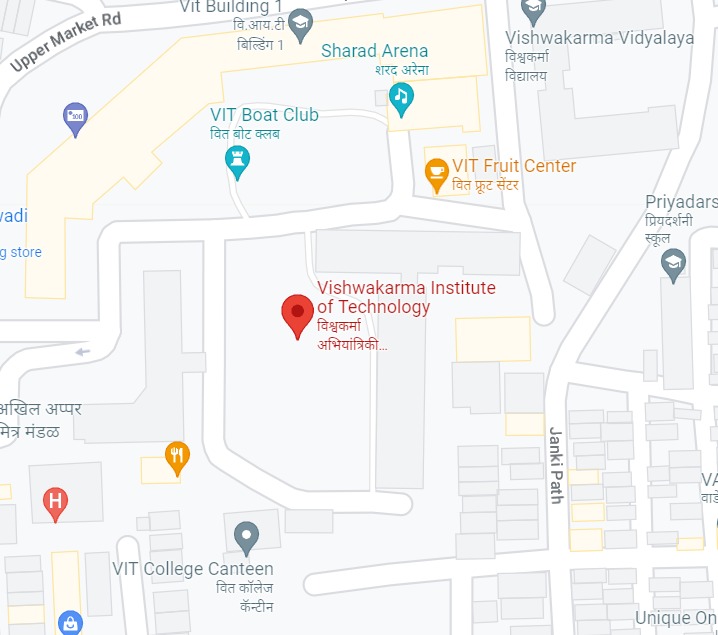 Vit Building 1
वि.आय.टी
बिल्डिंग 1
Upper Market Rd
Vishwakarma Vidyalaya
विश्वकर्मा
विद्यालय
Sharad Arena
शरद अरेना
VIT Boat Club
वित बोट क्लब
VIT Fruit Center
वित फ्रूट सेंटर
Priyadars
प्रियदर्शनी
स्कूल
wadi
g store
Vishwakarma Institute
of Technology
विश्वकर्मा
अभियांत्रिकी...
अखिल अप्पर
मित्र मंडळ
Janki Path
H
VA
वाडे
VIT College Canteen
वित कॉलेज
कॅन्टीन
Unique On